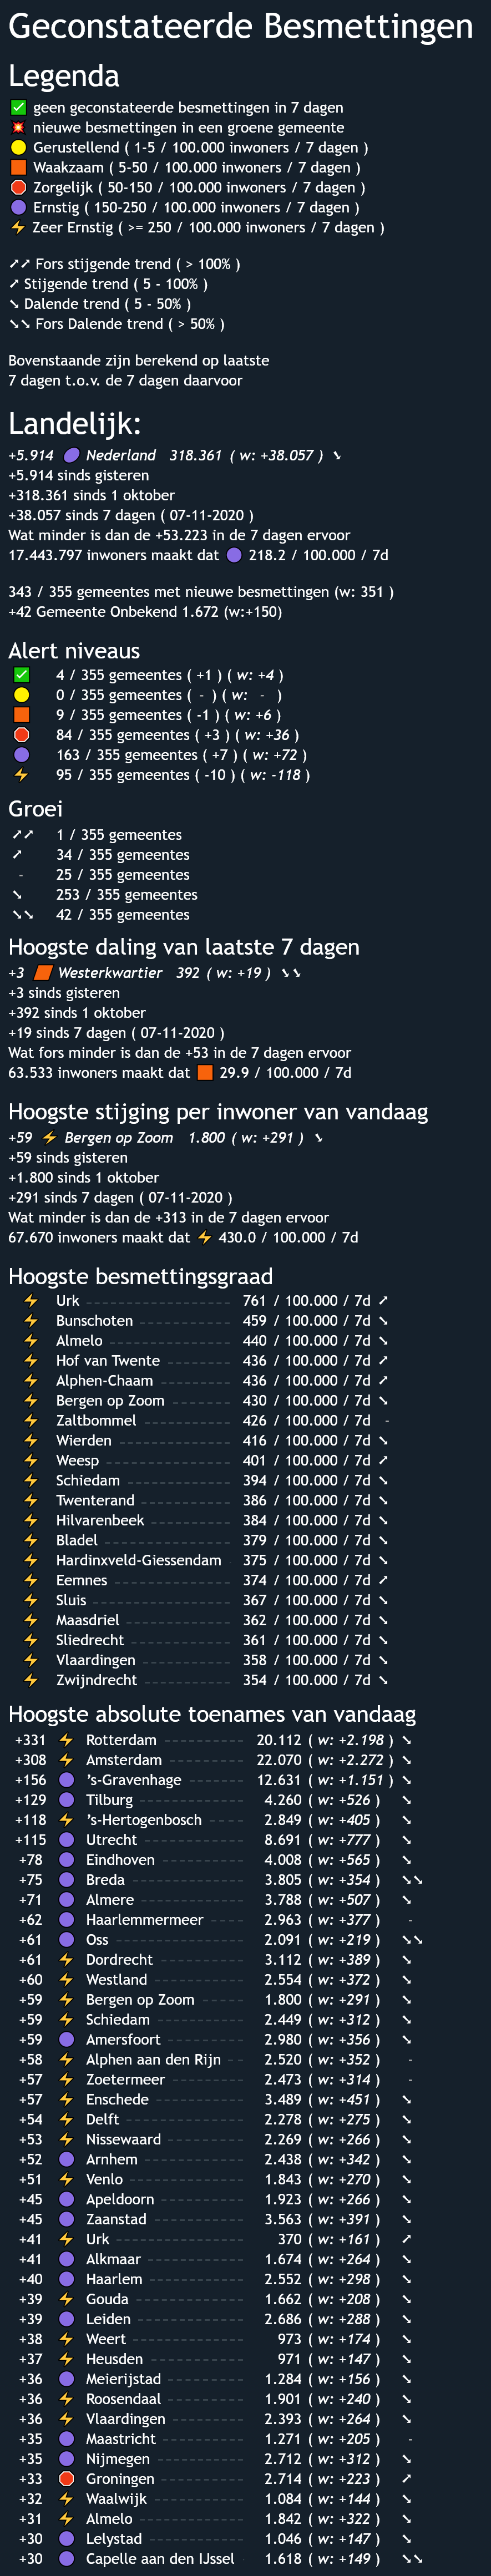 Geconstateerde Besmettingen
Legenda
✅ geen geconstateerde besmettingen in 7 dagen
💥 nieuwe besmettingen in een groene gemeente
🟡 Gerustellend ( 1-5 / 100.000 inwoners / 7 dagen )
🟧 Waakzaam ( 5-50 / 100.000 inwoners / 7 dagen )
🛑 Zorgelijk ( 50-150 / 100.000 inwoners / 7 dagen )
🟣 Ernstig ( 150-250 / 100.000 inwoners / 7 dagen )
⚡ Zeer Ernstig ( >= 250 / 100.000 inwoners / 7 dagen )
➚➚ Fors stijgende trend ( > 100% )
➚ Stijgende trend ( 5 - 100% )
➘ Dalende trend ( 5 - 50% )
➘➘ Fors Dalende trend ( > 50% )
Bovenstaande zijn berekend op laatste
7 dagen t.o.v. de 7 dagen daarvoor
Landelijk:
+5.914 🟣 Nederland 318.361 ( w: +38.057 ) ➘
+5.914 sinds gisteren
+318.361 sinds 1 oktober
+38.057 sinds 7 dagen ( 07-11-2020 )
Wat minder is dan de +53.223 in de 7 dagen ervoor
17.443.797 inwoners maakt dat 🟣 218.2 / 100.000 / 7d
343 / 355 gemeentes met nieuwe besmettingen (w: 351 )
+42 Gemeente Onbekend 1.672 (w:+150)
Alert niveaus
✅ 4 / 355 gemeentes ( +1 ) ( w: +4 )
🟡 0 / 355 gemeentes ( - ) ( w: - )
🟧 9 / 355 gemeentes ( -1 ) ( w: +6 )
🛑 84 / 355 gemeentes ( +3 ) ( w: +36 )
🟣 163 / 355 gemeentes ( +7 ) ( w: +72 )
⚡ 95 / 355 gemeentes ( -10 ) ( w: -118 )
Groei
➚➚ 1 / 355 gemeentes
➚ 34 / 355 gemeentes
- 25 / 355 gemeentes
➘ 253 / 355 gemeentes
➘➘ 42 / 355 gemeentes
Hoogste daling van laatste 7 dagen
+3 🟧 Westerkwartier 392 ( w: +19 ) ➘➘
+3 sinds gisteren
+392 sinds 1 oktober
+19 sinds 7 dagen ( 07-11-2020 )
Wat fors minder is dan de +53 in de 7 dagen ervoor
63.533 inwoners maakt dat 🟧 29.9 / 100.000 / 7d
Hoogste stijging per inwoner van vandaag
+59 ⚡ Bergen op Zoom 1.800 ( w: +291 ) ➘
+59 sinds gisteren
+1.800 sinds 1 oktober
+291 sinds 7 dagen ( 07-11-2020 )
Wat minder is dan de +313 in de 7 dagen ervoor
67.670 inwoners maakt dat ⚡ 430.0 / 100.000 / 7d
Hoogste besmettingsgraad
⚡ Urk 761 / 100.000 / 7d ➚
⚡ Bunschoten 459 / 100.000 / 7d ➘
⚡ Almelo 440 / 100.000 / 7d ➘
⚡ Hof van Twente 436 / 100.000 / 7d ➚
⚡ Alphen-Chaam 436 / 100.000 / 7d ➚
⚡ Bergen op Zoom 430 / 100.000 / 7d ➘
⚡ Zaltbommel 426 / 100.000 / 7d -
⚡ Wierden 416 / 100.000 / 7d ➘
⚡ Weesp 401 / 100.000 / 7d ➚
⚡ Schiedam 394 / 100.000 / 7d ➘
⚡ Twenterand 386 / 100.000 / 7d ➘
⚡ Hilvarenbeek 384 / 100.000 / 7d ➘
⚡ Bladel 379 / 100.000 / 7d ➘
⚡ Hardinxveld-Giessendam 375 / 100.000 / 7d ➘
⚡ Eemnes 374 / 100.000 / 7d ➚
⚡ Sluis 367 / 100.000 / 7d ➘
⚡ Maasdriel 362 / 100.000 / 7d ➘
⚡ Sliedrecht 361 / 100.000 / 7d ➘
⚡ Vlaardingen 358 / 100.000 / 7d ➘
⚡ Zwijndrecht 354 / 100.000 / 7d ➘
Hoogste absolute toenames van vandaag
+331 ⚡ Rotterdam 20.112 ( w: +2.198 ) ➘
+308 ⚡ Amsterdam 22.070 ( w: +2.272 ) ➘
+156 🟣 's-Gravenhage 12.631 ( w: +1.151 ) ➘
+129 🟣 Tilburg 4.260 ( w: +526 ) ➘
+118 ⚡ 's-Hertogenbosch 2.849 ( w: +405 ) ➘
+115 🟣 Utrecht 8.691 ( w: +777 ) ➘
+78 🟣 Eindhoven 4.008 ( w: +565 ) ➘
+75 🟣 Breda 3.805 ( w: +354 ) ➘➘
+71 🟣 Almere 3.788 ( w: +507 ) ➘
+62 🟣 Haarlemmermeer 2.963 ( w: +377 ) -
+61 🟣 Oss 2.091 ( w: +219 ) ➘➘
+61 ⚡ Dordrecht 3.112 ( w: +389 ) ➘
+60 ⚡ Westland 2.554 ( w: +372 ) ➘
+59 ⚡ Bergen op Zoom 1.800 ( w: +291 ) ➘
+59 ⚡ Schiedam 2.449 ( w: +312 ) ➘
+59 🟣 Amersfoort 2.980 ( w: +356 ) ➘
+58 ⚡ Alphen aan den Rijn 2.520 ( w: +352 ) -
+57 ⚡ Zoetermeer 2.473 ( w: +314 ) -
+57 ⚡ Enschede 3.489 ( w: +451 ) ➘
+54 ⚡ Delft 2.278 ( w: +275 ) ➘
+53 ⚡ Nissewaard 2.269 ( w: +266 ) ➘
+52 🟣 Arnhem 2.438 ( w: +342 ) ➘
+51 ⚡ Venlo 1.843 ( w: +270 ) ➘
+45 🟣 Apeldoorn 1.923 ( w: +266 ) ➘
+45 🟣 Zaanstad 3.563 ( w: +391 ) ➘
+41 ⚡ Urk 370 ( w: +161 ) ➚
+41 🟣 Alkmaar 1.674 ( w: +264 ) ➘
+40 🟣 Haarlem 2.552 ( w: +298 ) ➘
+39 ⚡ Gouda 1.662 ( w: +208 ) ➘
+39 🟣 Leiden 2.686 ( w: +288 ) ➘
+38 ⚡ Weert 973 ( w: +174 ) ➘
+37 ⚡ Heusden 971 ( w: +147 ) ➘
+36 🟣 Meierijstad 1.284 ( w: +156 ) ➘
+36 ⚡ Roosendaal 1.901 ( w: +240 ) ➘
+36 ⚡ Vlaardingen 2.393 ( w: +264 ) ➘
+35 🟣 Maastricht 1.271 ( w: +205 ) -
+35 🟣 Nijmegen 2.712 ( w: +312 ) ➘
+33 🛑 Groningen 2.714 ( w: +223 ) ➚
+32 ⚡ Waalwijk 1.084 ( w: +144 ) ➘
+31 ⚡ Almelo 1.842 ( w: +322 ) ➘
+30 🟣 Lelystad 1.046 ( w: +147 ) ➘
+30 🟣 Capelle aan den IJssel 1.618 ( w: +149 ) ➘➘